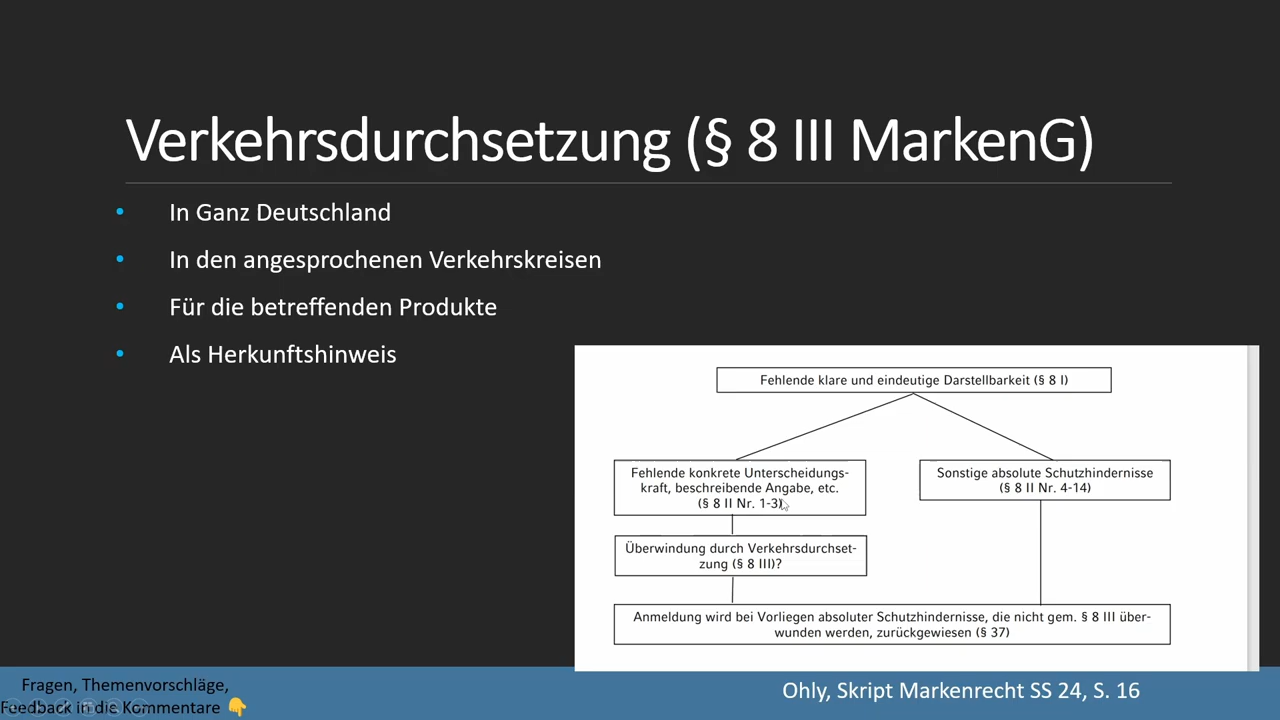 Verkehrsdurchsetzung (§ 8 III MarkenG)
• In Ganz Deutschland
• In den angesprochenen Verkehrskreisen
• Für die betreffenden Produkte
• Als Herkunftshinweis
Fehlende klare und eindeutige Darstellbarkeit (§ 8 I)
Fehlende konkrete Unterscheidungs-
kraft, beschreibende Angabe, etc.
(§ 8 II Nr. 1-3)
Sonstige absolute Schutzhindernisse
(§ 8 II Nr. 4-14)
Überwindung durch Verkehrsdurchset-
zung (§ 8 III)?
Anmeldung wird bei Vorliegen absoluter Schutzhindernisse, die nicht gem. § 8 III über-
wunden werden, zurückgewiesen (§ 37)
Fragen, Themenvorschläge,
Feedback in die Kommentare 👇
Ohly, Skript Markenrecht SS 24, S. 16